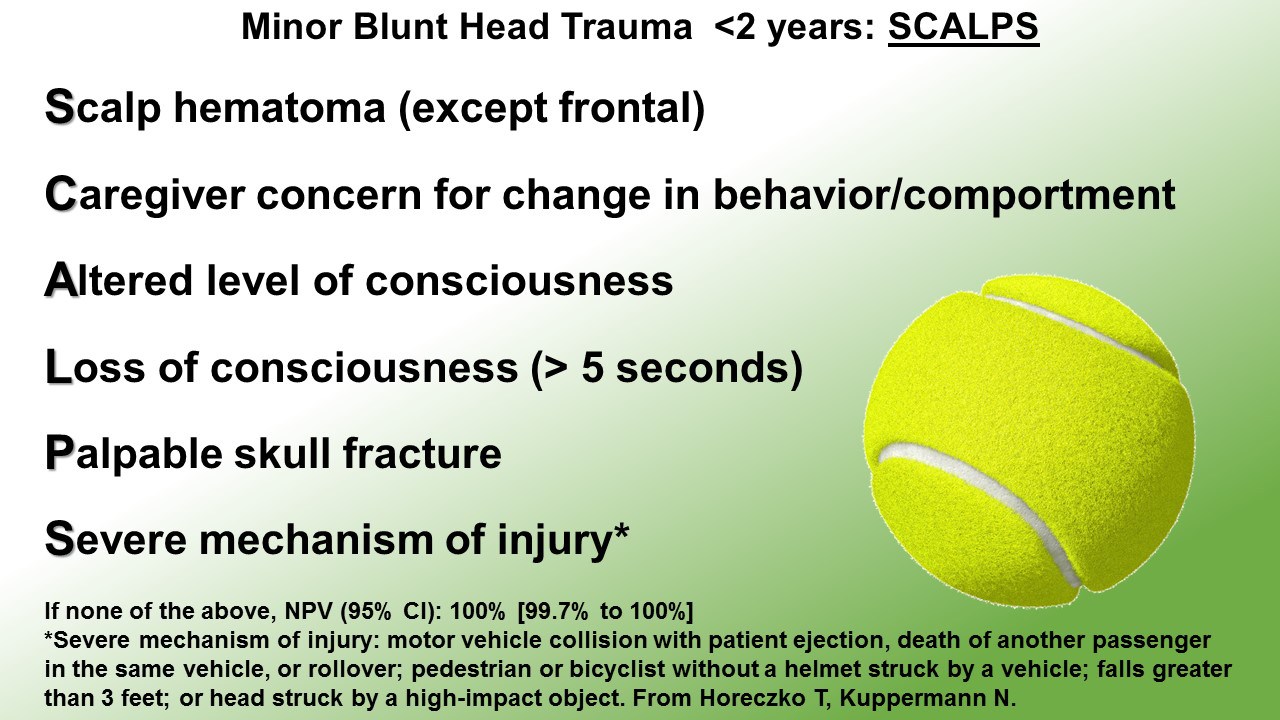 Minor Blunt Head Trauma <2 years: SCALPS
Scalp hematoma (except frontal)
Caregiver concern for change in behavior/comportment
Altered level of consciousness
Loss of consciousness (> 5 seconds)
Palpable skull fracture
Severe mechanism of injury*
If none of the above, NPV (95% CI): 100% [99.7% to 100%]
*Severe mechanism of injury: motor vehicle collision with patient ejection, death of another passenger
in the same vehicle, or rollover; pedestrian or bicyclist without a helmet struck by a vehicle; falls greater
than 3 feet; or head struck by a high-impact object. From Horeczko T, Kuppermann N.